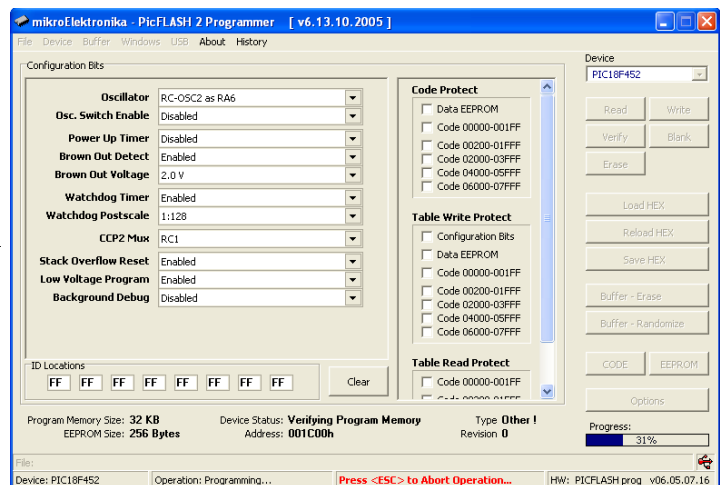 mikroElektronika - PicFLASH 2 Programmer [ v6.13.10.2005 ]
File Device Buffer Windows USB About History
Configuration Bits
Oscillator RC-OSC2 as RA6
Osc. Switch Enable Disabled
Power Up Timer Disabled
Brown Out Detect Enabled
Brown Out Voltage 2.0 V
Watchdog Timer Enabled
Watchdog Postscale 1:128
CCP2 Mux RC1
Stack Overflow Reset Enabled
Low Voltage Program Enabled
Background Debug Disabled
ID Locations
FF FF FF FF FF FF FF FF
Clear
Code Protect
Data EEPROM
Code 00000-001FF
Code 00200-01FFF
Code 02000-03FFF
Code 04000-05FFF
Code 06000-07FFF
Table Write Protect
Configuration Bits
Data EEPROM
Code 00000-001FF
Code 00200-01FFF
Code 02000-03FFF
Code 04000-05FFF
Code 06000-07FFF
Table Read Protect
Code 00000-001FF
Device
PIC18F452
Read Write
Verify Blank
Erase
Load HEX
Reload HEX
Save HEX
Buffer - Erase
Buffer - Randomize
CODE EEPROM
Options
Progress:
31%
Program Memory Size: 32 KB Device Status: Verifying Program Memory Type Other !
EEPROM Size: 256 Bytes Address: 001C00h Revision 0
File:
Device: PIC18F452 Operation: Programming... Press <ESC> to Abort Operation... HW: PICFLASH prog v06.05.07.16